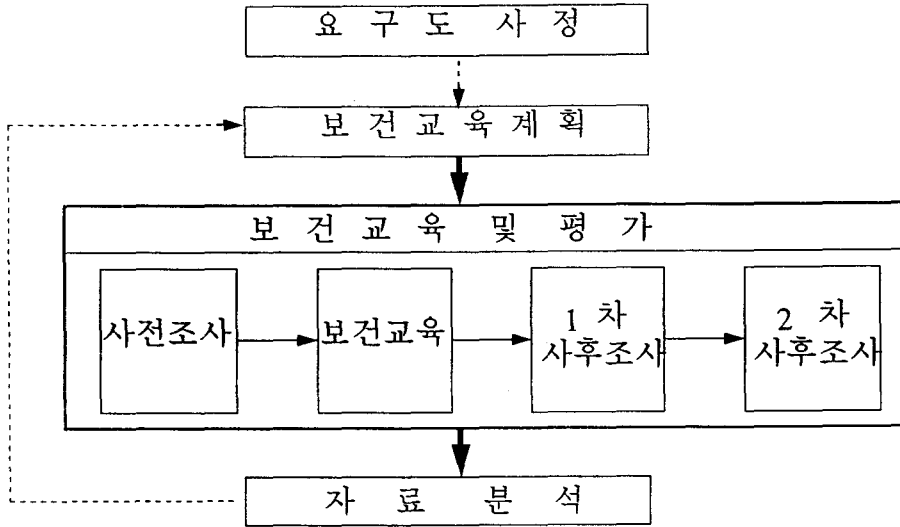 요 구 도 사 정
보 건 교 육 계 획
보 건 교 육 및 평 가
사전조사
보건교육
1 차
사후조사
2 차
사후조사
자 료 분 석